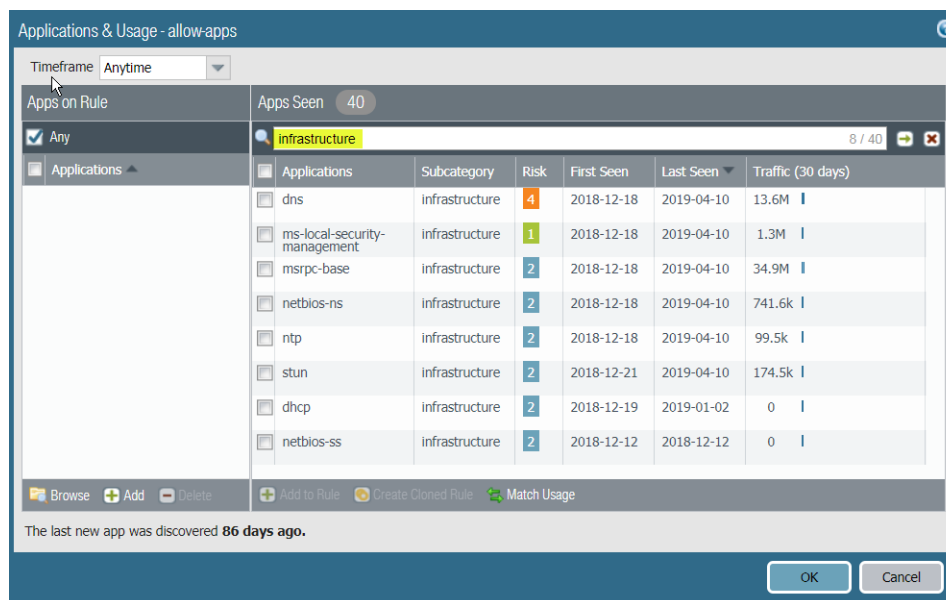 Applications & Usage - allow-apps
Timeframe Anytime
Apps on Rule
Apps Seen 40
Any
infrastructure 8 / 40
Applications
Applications Subcategory Risk First Seen Last Seen Traffic (30 days)
dns infrastructure 4 2018-12-18 2019-04-10 13.6M
ms-local-security-
management infrastructure 1 2018-12-18 2019-04-10 1.3M
msrpc-base infrastructure 2 2018-12-18 2019-04-10 34.9M
netbios-ns infrastructure 2 2018-12-18 2019-04-10 741.6k
ntp infrastructure 2 2018-12-18 2019-04-10 99.5k
stun infrastructure 2 2018-12-21 2019-04-10 174.5k
dhcp infrastructure 2 2018-12-19 2019-01-02 0
netbios-ss infrastructure 2 2018-12-12 2018-12-12 0
Browse Add Delete
Add to Rule Create Cloned Rule Match Usage
The last new app was discovered 86 days ago.
OK Cancel